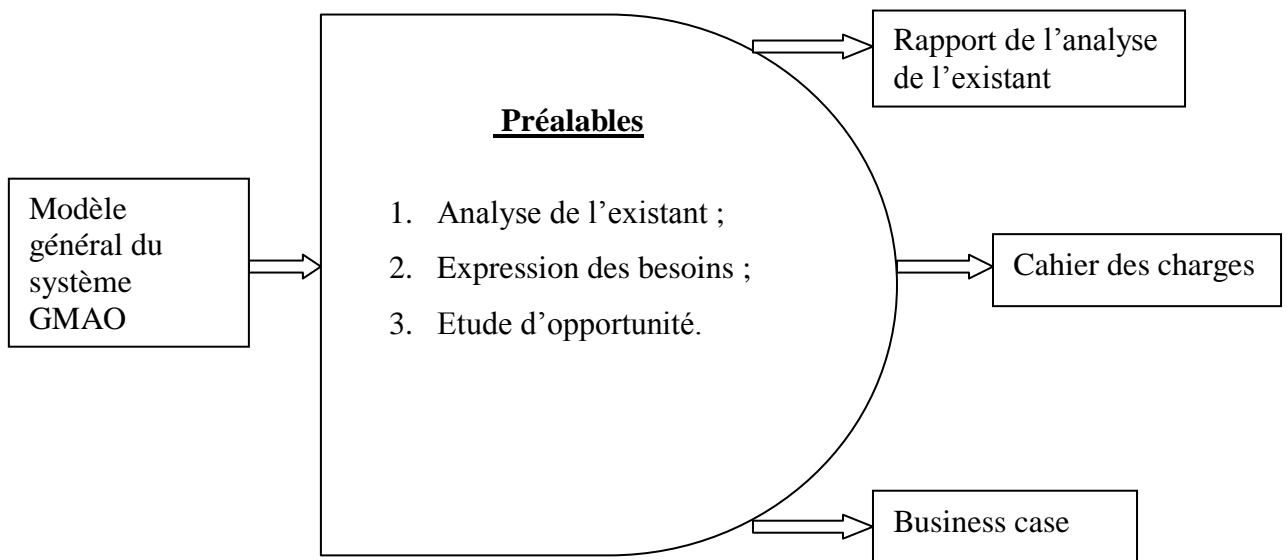 Modèle
général du
système
GMAO
Préalables
1. Analyse de l’existant ;
2. Expression des besoins ;
3. Etude d’opportunité.
Rapport de l’analyse
de l’existant
Cahier des charges
Business case